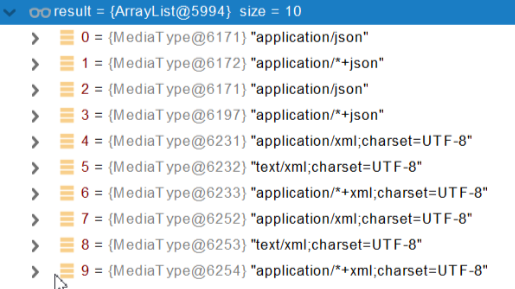 result = {ArrayList@5994} size = 10
0 = {MediaType@6171} "application/json"
1 = {MediaType@6172} "application/*+json"
2 = {MediaType@6171} "application/json"
3 = {MediaType@6197} "application/*+json"
4 = {MediaType@6231} "application/xml;charset=UTF-8"
5 = {MediaType@6232} "text/xml;charset=UTF-8"
6 = {MediaType@6233} "application/*+xml;charset=UTF-8"
7 = {MediaType@6252} "application/xml;charset=UTF-8"
8 = {MediaType@6253} "text/xml;charset=UTF-8"
9 = {MediaType@6254} "application/*+xml;charset=UTF-8"